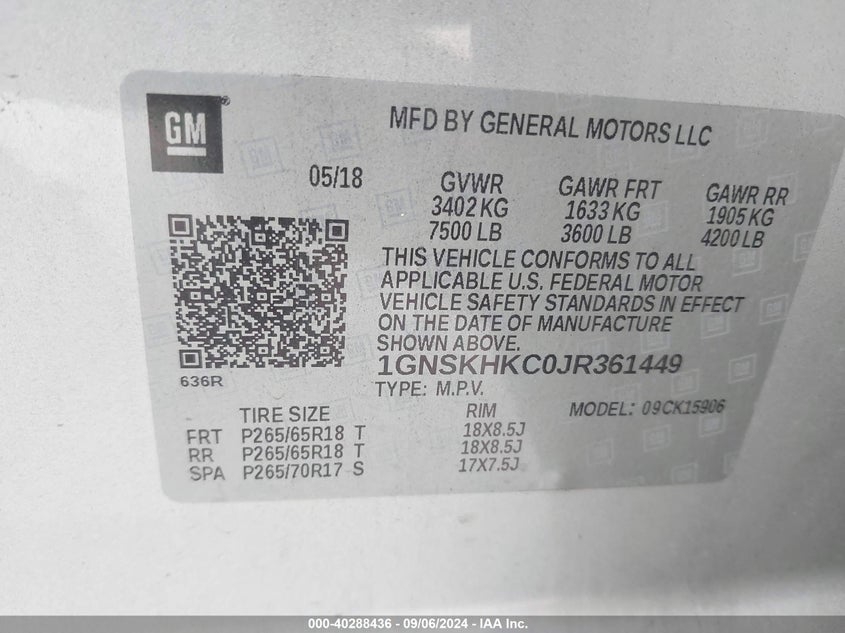 GM®
MFD BY GENERAL MOTORS LLC
05/18
GVWR GAWR FRT GAWR RR
3402 KG 1633 KG 1905 KG
7500 LB 3600 LB 4200 LB
THIS VEHICLE CONFORMS TO ALL
APPLICABLE U.S. FEDERAL MOTOR
VEHICLE SAFETY STANDARDS IN EFFECT
ON THE DATE OF MANUFACTURE
SHOWN ABOVE.
1GNSKHKC0JR361449
636R
TYPE: M.P.V.
TIRE SIZE RIM MODEL: 09CK15906
FRT P265/65R18 T 18X8.5J
RR P265/65R18 T 18X8.5J
SPA P265/70R17 S 17X7.5J
000-40288436 - 09/06/2024 - IAA Inc.